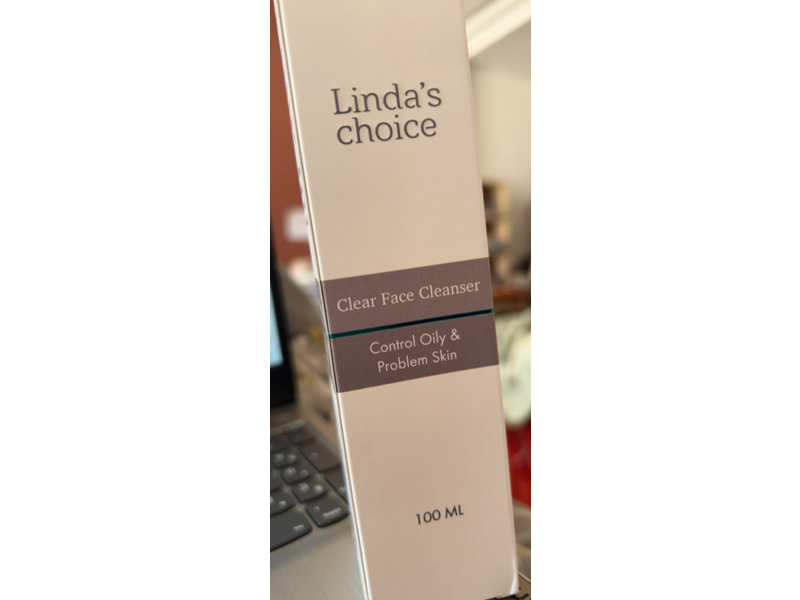 Linda's
choice
Clear Face Cleanser
Control Oily &
Problem Skin
100 ML